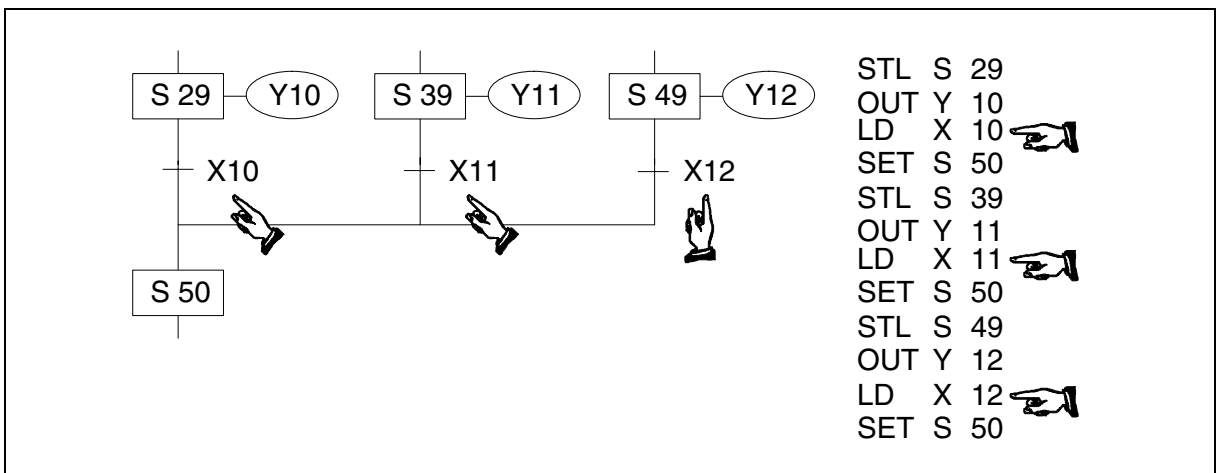 S 29 Y10 S 39 Y11 S 49 Y12
X10 X11 X12
S 50
STL S 29
OUT Y 10
LD X 10
SET S 50
STL S 39
OUT Y 11
LD X 11
SET S 50
STL S 49
OUT Y 12
LD X 12
SET S 50